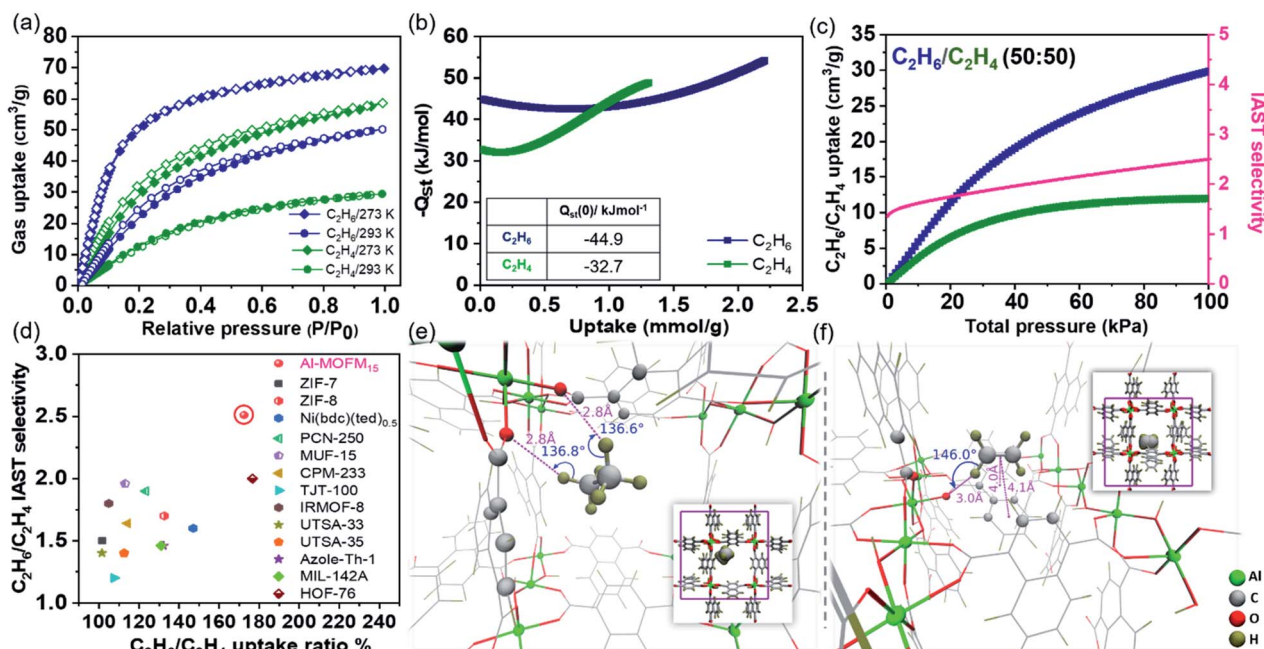 (a)
Gas uptake (cm³/g)
80
70
60
50
40
30
20
10
0
C₂H₆/273 K
C₂H₆/293 K
C₂H₄/273 K
C₂H₄/293 K
0.0 0.2 0.4 0.6 0.8 1.0
Relative pressure (P/P₀)
(b)
-Qst (kJ/mol)
60
50
40
30
20
10
0
Qst(0)/ kJmol⁻¹
C₂H₆ -44.9
C₂H₄ -32.7
C₂H₆
C₂H₄
0.0 0.5 1.0 1.5 2.0 2.5
Uptake (mmol/g)
(c)
C₂H₆/C₂H₄ uptake (cm³/g)
35
30
25
20
15
10
5
0
C₂H₆/C₂H₄ (50:50)
5
4
3
2
1
0
IAST selectivity
0 20 40 60 80 100
Total pressure (kPa)
(d)
C₂H₆/C₂H₄ IAST selectivity
3.0
2.5
2.0
1.5
1.0
Al-MOFM₁₅
ZIF-7
ZIF-8
Ni(bdc)(ted)₀.₅
PCN-250
MUF-15
CPM-233
TJT-100
IRMOF-8
UTSA-33
UTSA-35
Azole-Th-1
MIL-142A
HOF-76
100 120 140 160 180 200 220 240
C₂H₆/C₂H₄ uptake ratio %
(e)
2.8Å
136.6°
2.8Å
136.8°
(f)
146.0°
3.0Å
4.0Å
4.1Å
Al
C
O
H